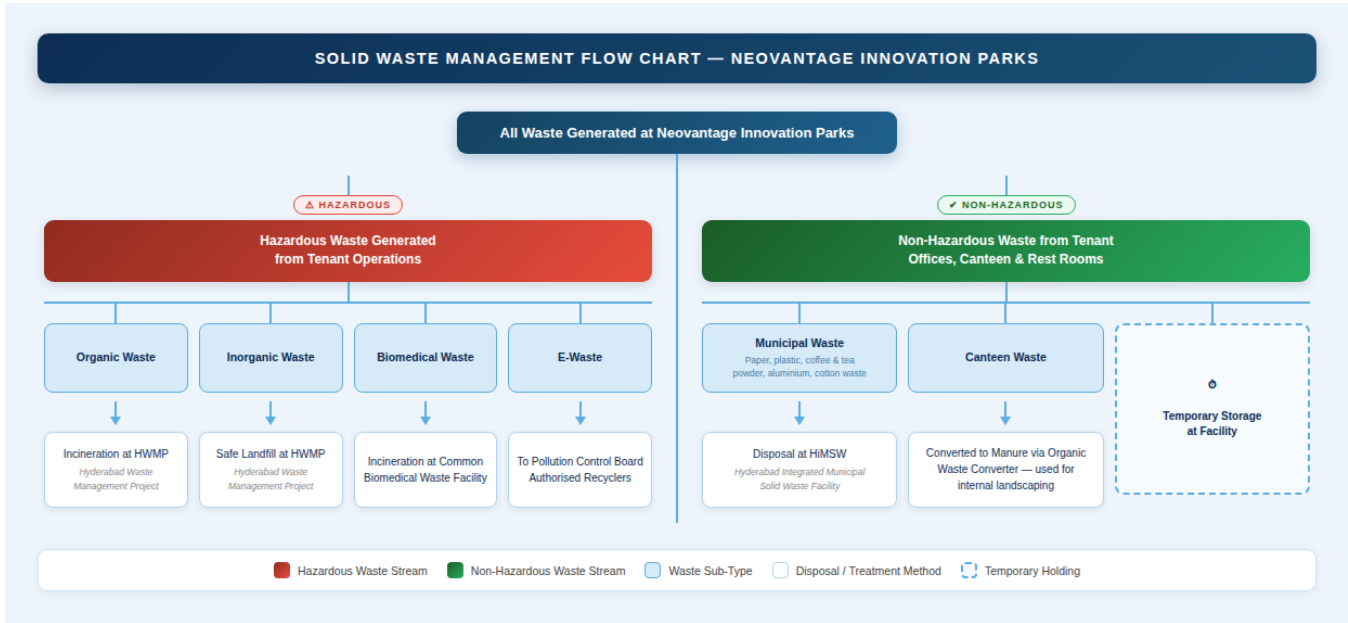 SOLID WASTE MANAGEMENT FLOW CHART — NEOVANTAGE INNOVATION PARKS
All Waste Generated at Neovantage Innovation Parks
⚠ HAZARDOUS
Hazardous Waste Generated
from Tenant Operations
Organic Waste
Inorganic Waste
Biomedical Waste
E-Waste
Incineration at HWMP
Hyderabad Waste
Management Project
Safe Landfill at HWMP
Hyderabad Waste
Management Project
Incineration at Common
Biomedical Waste Facility
To Pollution Control Board
Authorised Recyclers
✔ NON-HAZARDOUS
Non-Hazardous Waste from Tenant
Offices, Canteen & Rest Rooms
Municipal Waste
Paper, plastic, coffee & tea
powder, aluminium, cotton waste
Canteen Waste
Temporary Storage
at Facility
Disposal at HiMSW
Hyderabad Integrated Municipal
Solid Waste Facility
Converted to Manure via Organic
Waste Converter — used for
internal landscaping
Hazardous Waste Stream
Non-Hazardous Waste Stream
Waste Sub-Type
Disposal / Treatment Method
Temporary Holding